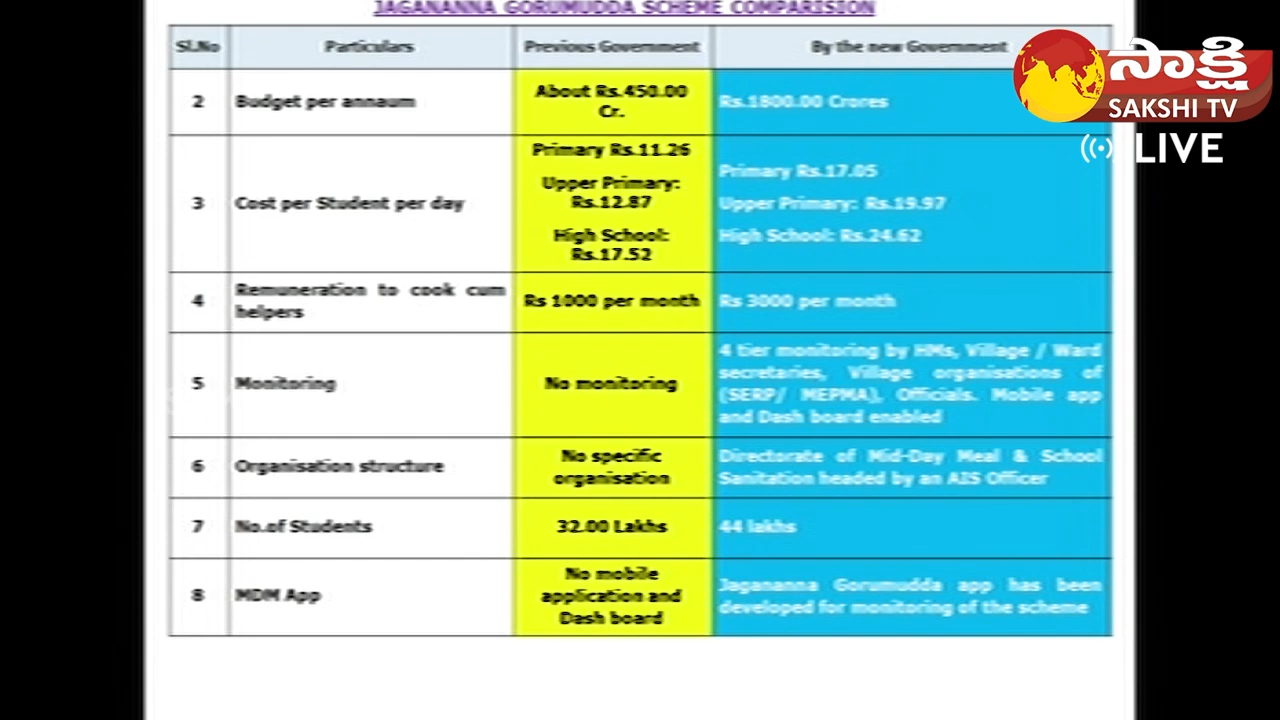 JAGANANNA GORUMUDDA SCHEME COMPARISION
Sl.No Particulars Previous Government By the new Government
2 Budget per annaum About Rs.450.00 Cr. Rs.1800.00 Crores
3 Cost per Student per day
Primary Rs.11.26
Upper Primary:
Rs.12.87
High School:
Rs.17.52
Primary Rs.17.05
Upper Primary: Rs.19.97
High School: Rs.24.62
4 Remuneration to cook cum
helpers
Rs 1000 per month
Rs 3000 per month
5 Monitoring
No monitoring
4 tier monitoring by HMs, Village / Ward
secretaries, Village organisations of
(SERP/ MEPMA), Officials. Mobile app
and Dash board enabled
6 Organisation structure
No specific
organisation
Directorate of Mid-Day Meal & School
Sanitation headed by an AIS Officer
7 No.of Students 32.00 Lakhs 44 lakhs
8 MDM App
No mobile
application and
Dash board
Jagananna Gorumudda app has been
developed for monitoring of the scheme
సాక్షి
SAKSHI TV
LIVE